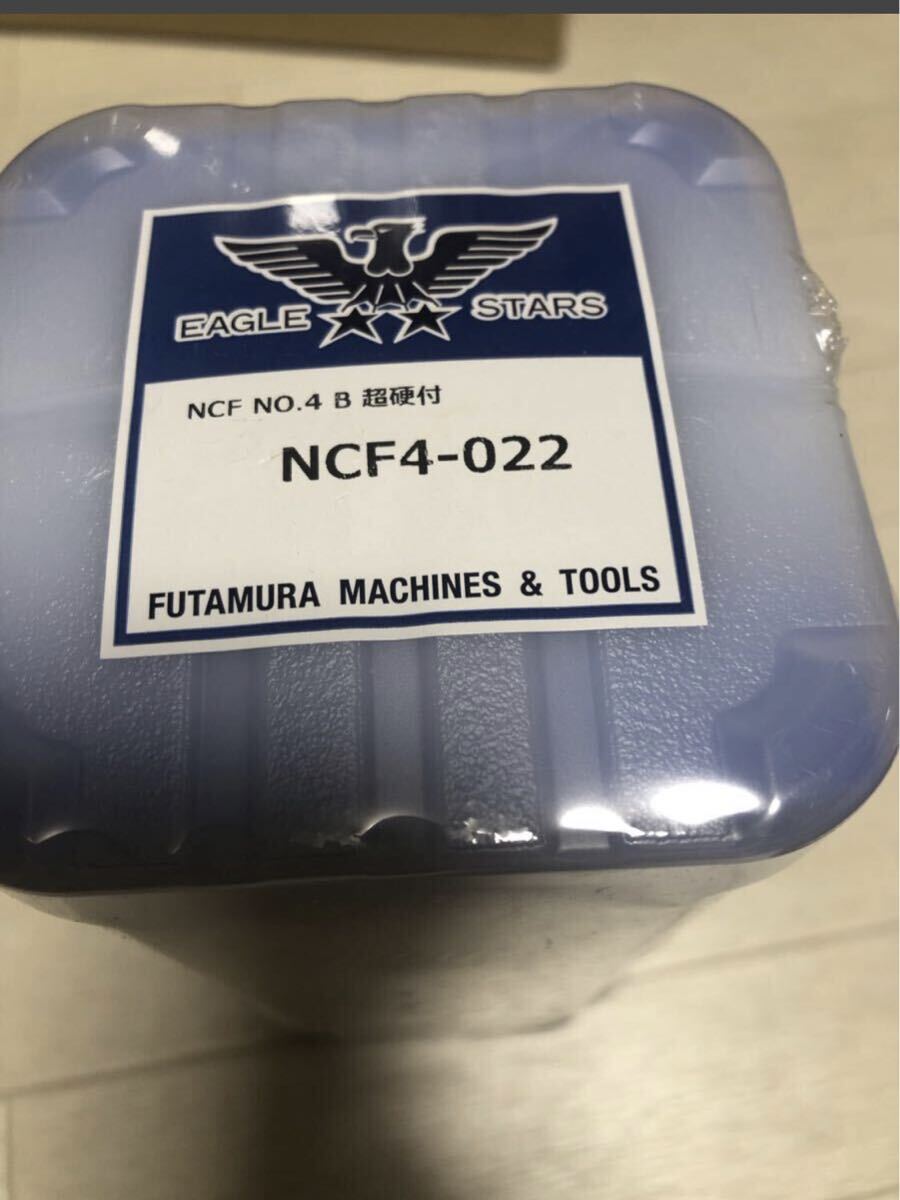 EAGLE STARS
NCF NO.4 B 超硬付
NCF4-022
FUTAMURA MACHINES & TOOLS